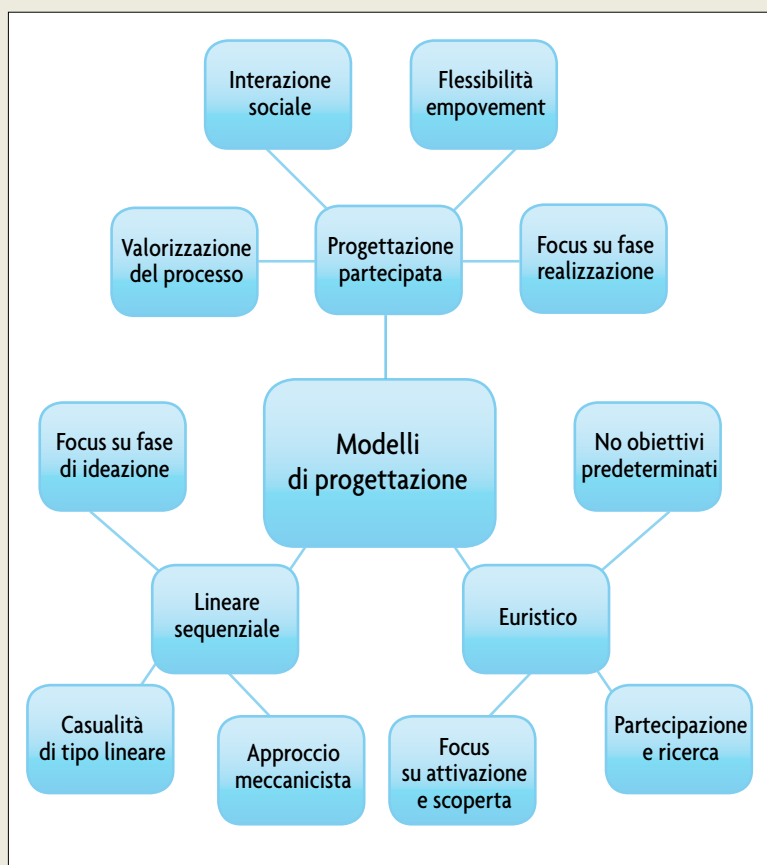 Interazione
sociale
Flessibilità
empovement
Valorizzazione
del processo
Progettazione
partecipata
Focus su fase
realizzazione
Focus su fase
di ideazione
Modelli
di progettazione
No obiettivi
predeterminati
Lineare
sequenziale
Euristico
Casualità
di tipo lineare
Approccio
meccanicista
Focus
su attivazione
e scoperta
Partecipazione
e ricerca